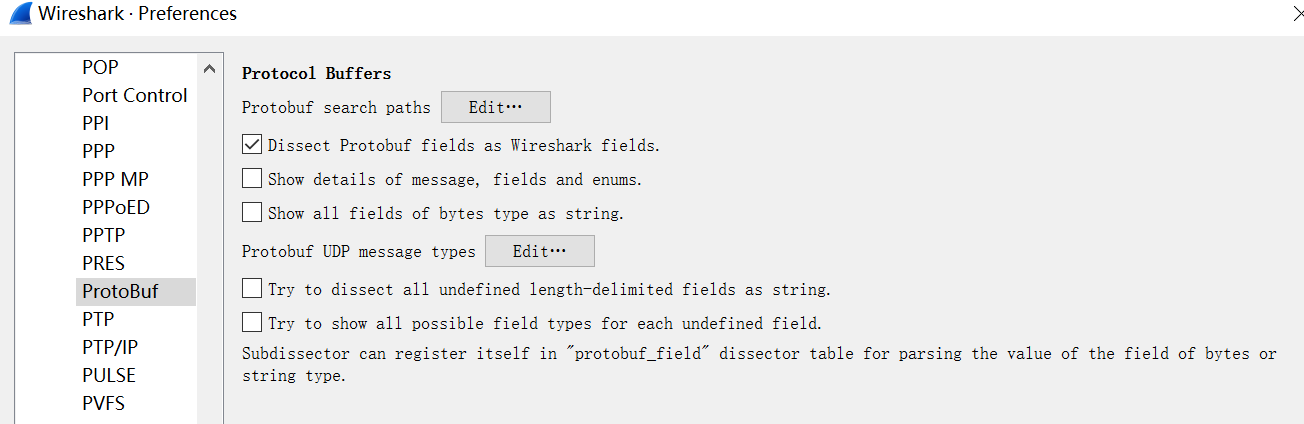 Wireshark · Preferences
POP
Port Control
PPI
PPP
PPP MP
PPPoED
PPTP
PRES
ProtoBuf
PTP
PTP/IP
PULSE
PVFS
Protocol Buffers
Protobuf search paths Edit…
Dissect Protobuf fields as Wireshark fields.
Show details of message, fields and enums.
Show all fields of bytes type as string.
Protobuf UDP message types Edit…
Try to dissect all undefined length-delimited fields as string.
Try to show all possible field types for each undefined field.
Subdissector can register itself in "protobuf_field" dissector table for parsing the value of the field of bytes or
string type.